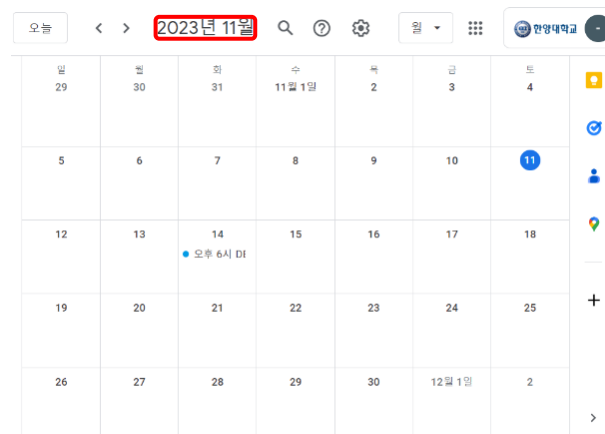 오늘 2023년 11월 월 한양대학교
일 월 화 수 목 금 토
29 30 31 11월 1일 2 3 4
5 6 7 8 9 10 11
12 13 14 15 16 17 18
오후 6시 DE
19 20 21 22 23 24 25
26 27 28 29 30 12월 1일 2